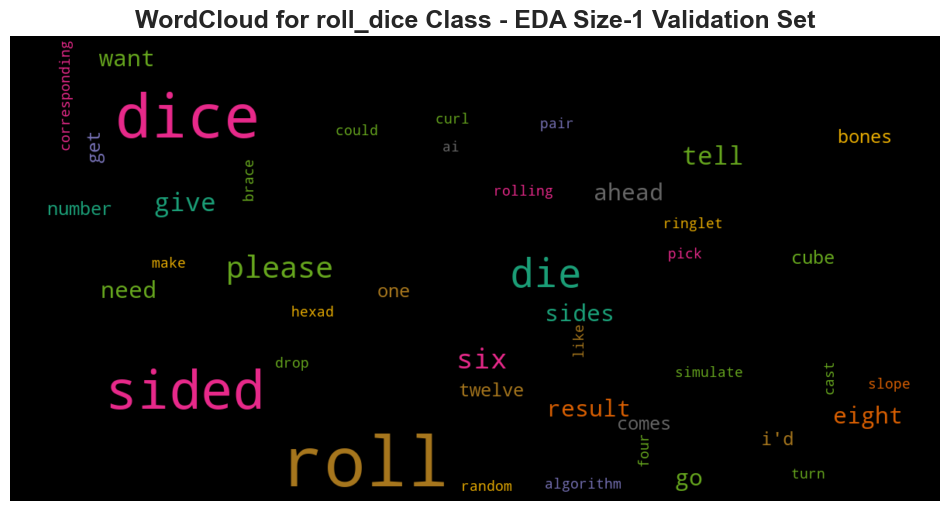 WordCloud for roll_dice Class - EDA Size-1 Validation Set
corresponding
want
dice
get
could
curl
ai
pair
bones
tell
brace
rolling
ahead
number
give
ringlet
make
please
need
one
hexad
die
pick
cube
sides
like
drop
six
twelve
sided
simulate
cast
slope
result
comes
eight
four
i'd
roll
random
algorithm
go
turn